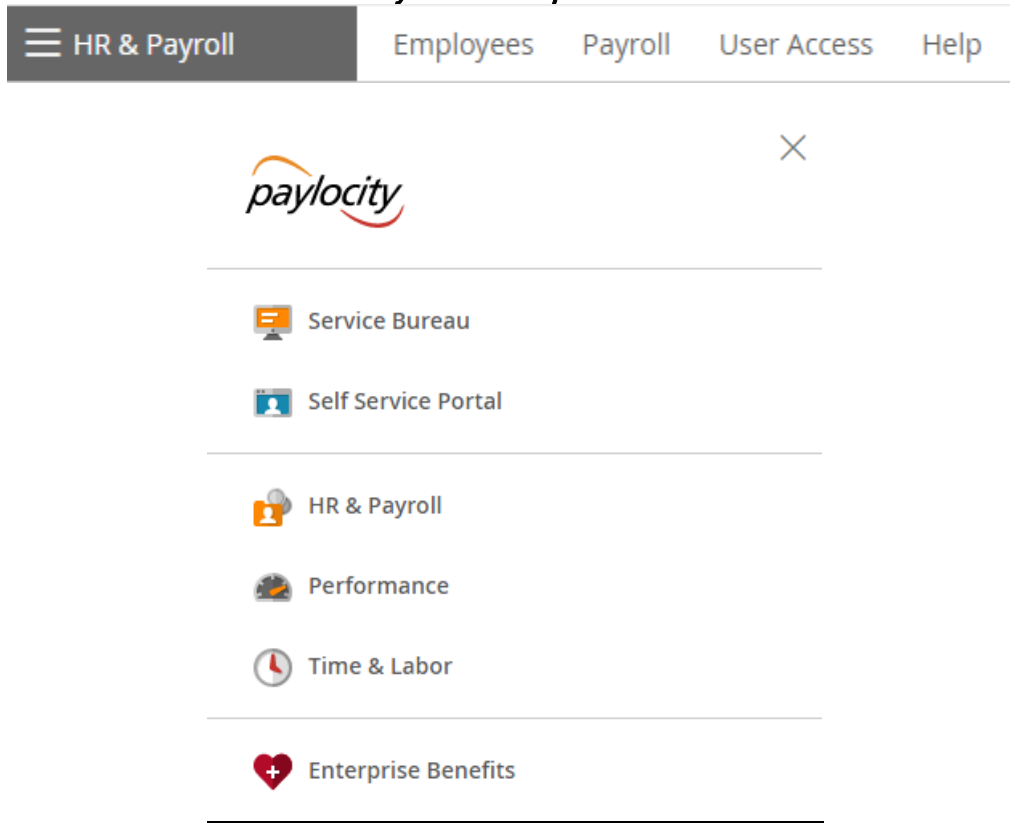 HR & Payroll Employees Payroll User Access Help
paylocity
Service Bureau
Self Service Portal
HR & Payroll
Performance
Time & Labor
Enterprise Benefits